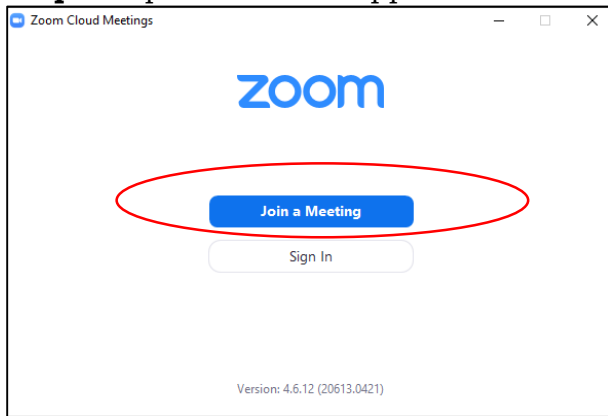 Zoom Cloud Meetings
zoom
Join a Meeting
Sign In
Version: 4.6.12 (20613.0421)